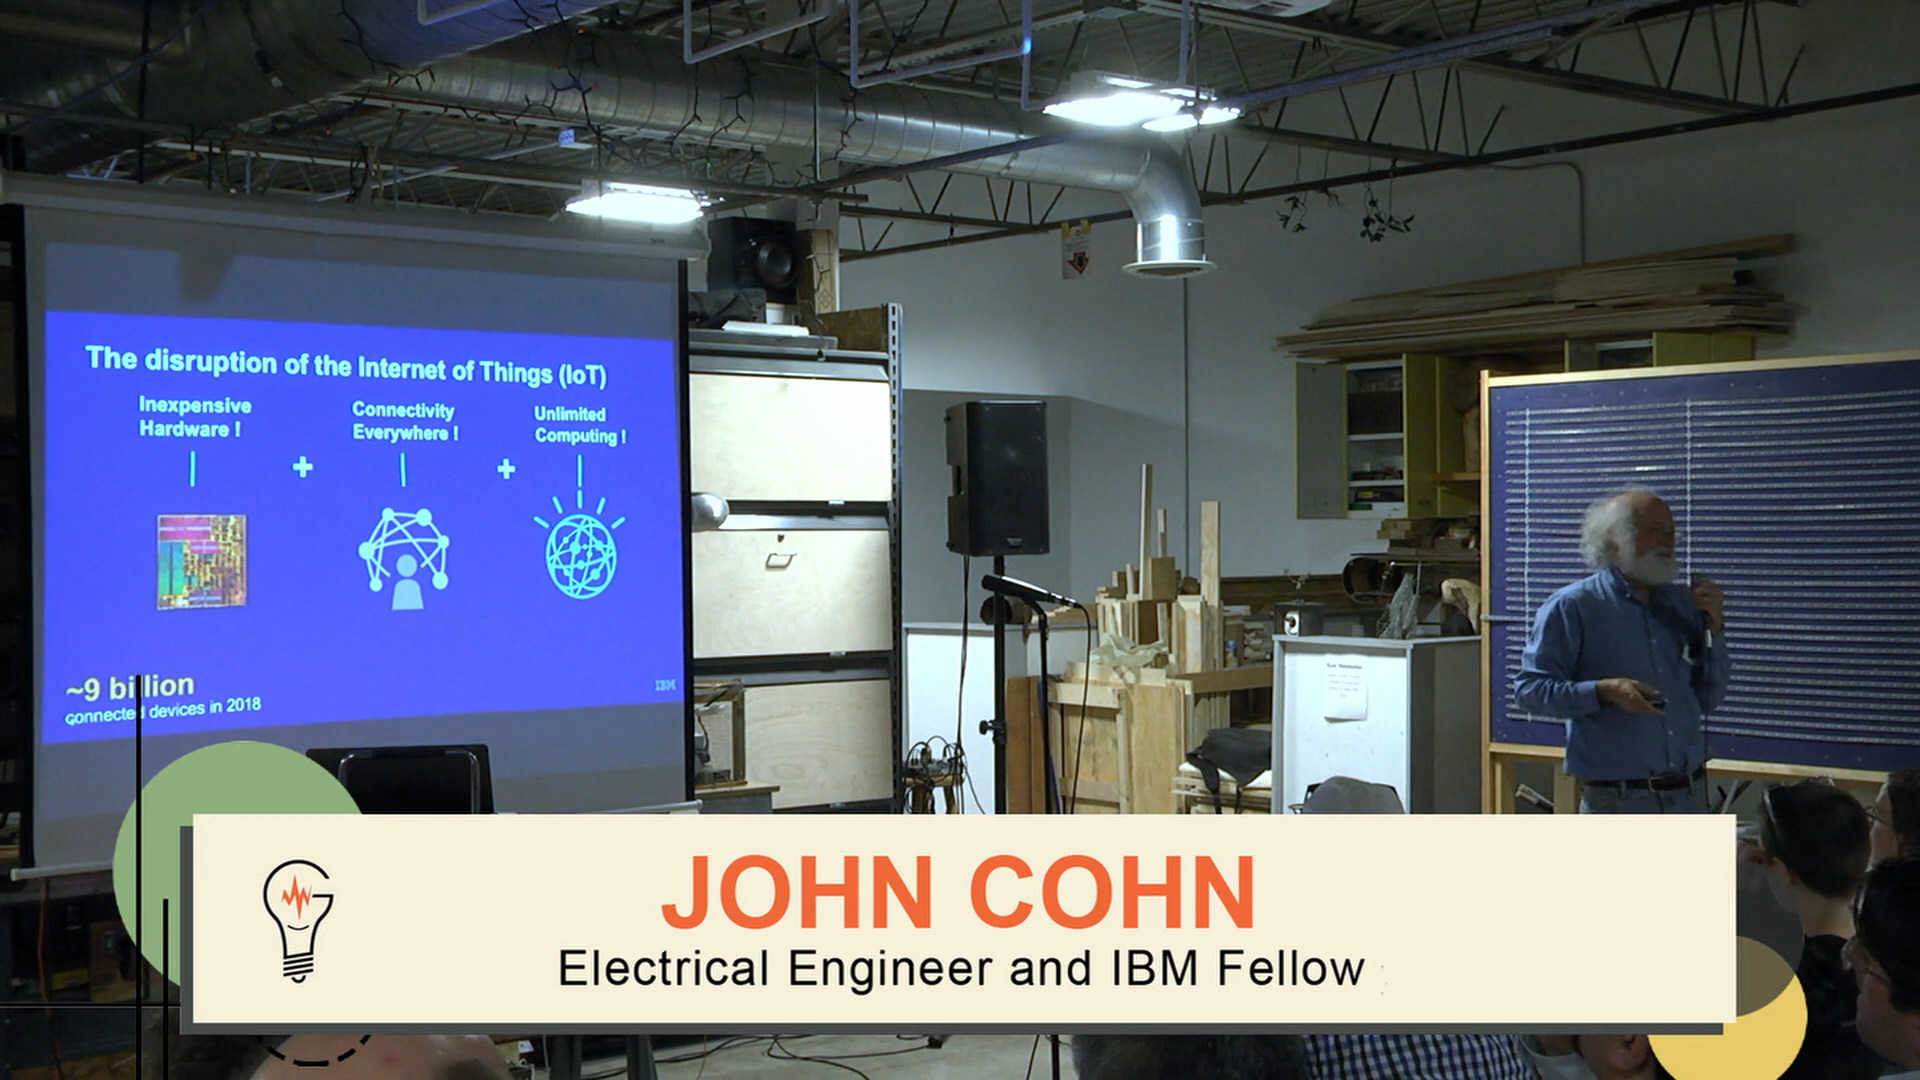 The disruption of the Internet of Things (IoT)
Inexpensive
Hardware !
+
Connectivity
Everywhere !
+
Unlimited
Computing !
~9 billion
connected devices in 2018
IBM
JOHN COHN
Electrical Engineer and IBM Fellow